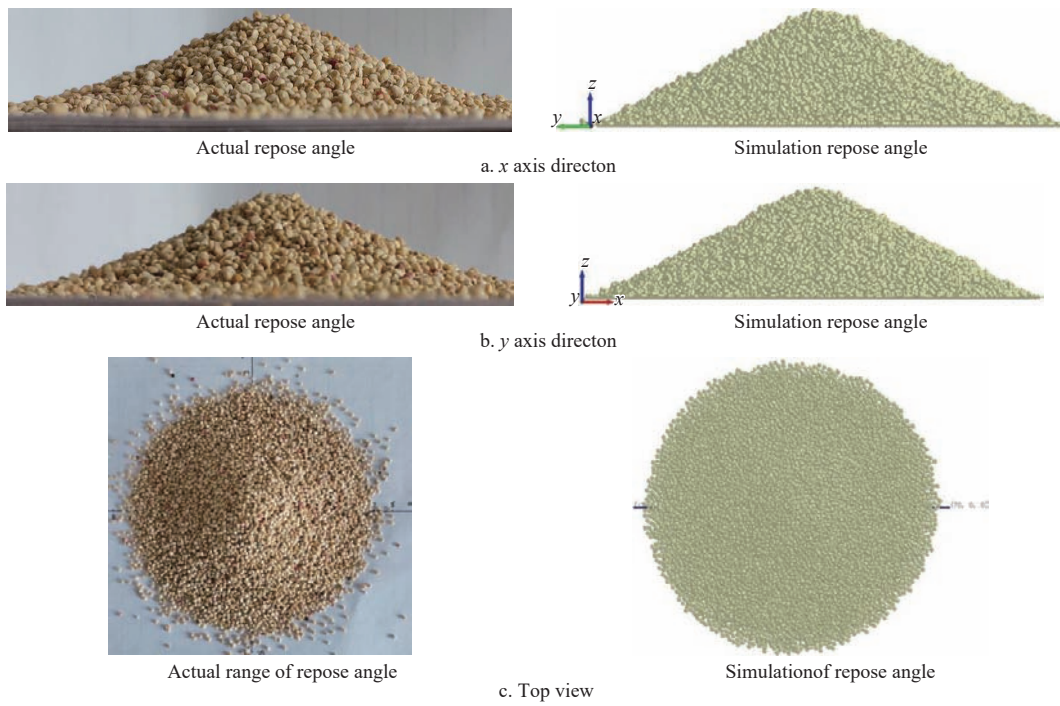 z
y
x
Actual repose angle
Simulation repose angle
a. x axis directon
z
y
x
Actual repose angle
Simulation repose angle
b. y axis directon
Actual range of repose angle
Simulationof repose angle
c. Top view